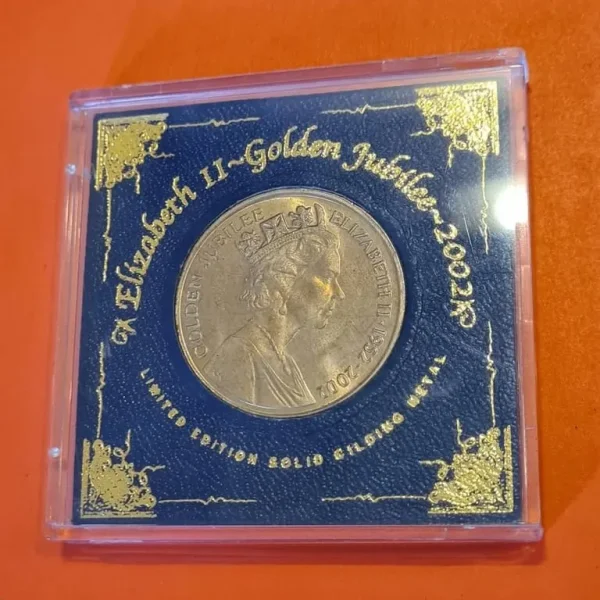 Elizabeth II~Golden Jubilee~2002
GOLDEN JUBILEE ELIZABETH II · 1952-2002
LIMITED EDITION SOLID GILDING METAL